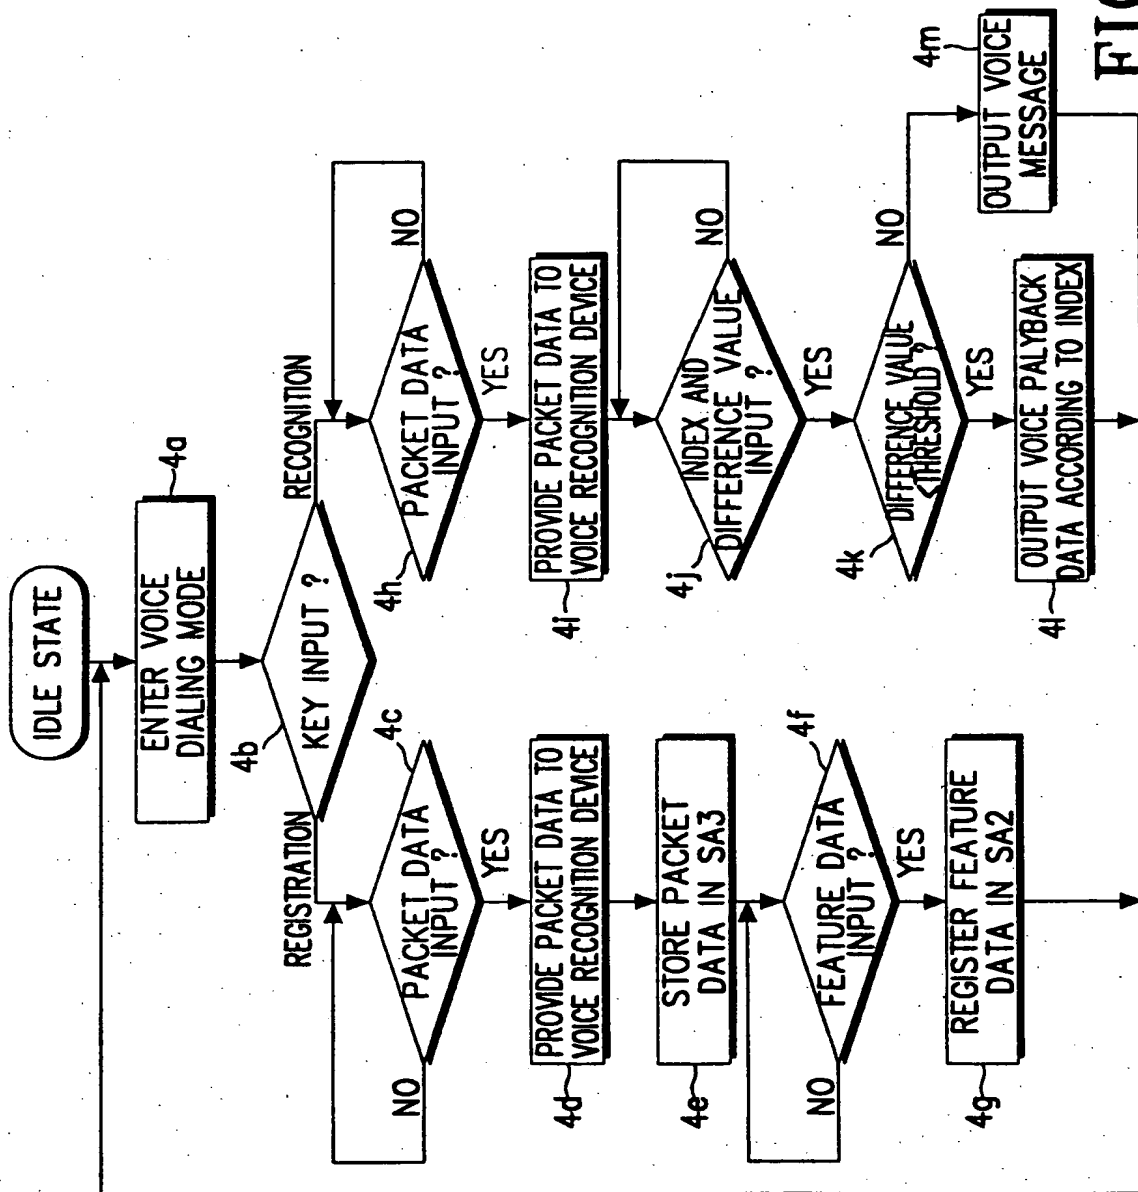 IDLE STATE
ENTER VOICE
DIALING MODE
4a
KEY INPUT ?
4b
REGISTRATION
RECOGNITION
PACKET DATA
INPUT ?
4c
NO
YES
PROVIDE PACKET DATA TO
VOICE RECOGNITION DEVICE
4d
STORE PACKET
DATA IN SA3
4e
FEATURE DATA
INPUT ?
4f
NO
YES
REGISTER FEATURE
DATA IN SA2
4g
PACKET DATA
INPUT ?
4h
NO
YES
PROVIDE PACKET DATA TO
VOICE RECOGNITION DEVICE
4i
INDEX AND
DIFFERENCE VALUE
INPUT ?
4j
NO
YES
DIFFERENCE VALUE
<THRESHOLD ?
4k
NO
YES
OUTPUT VOICE PALYBACK
DATA ACCORDING TO INDEX
4l
OUTPUT VOICE
MESSAGE
4m